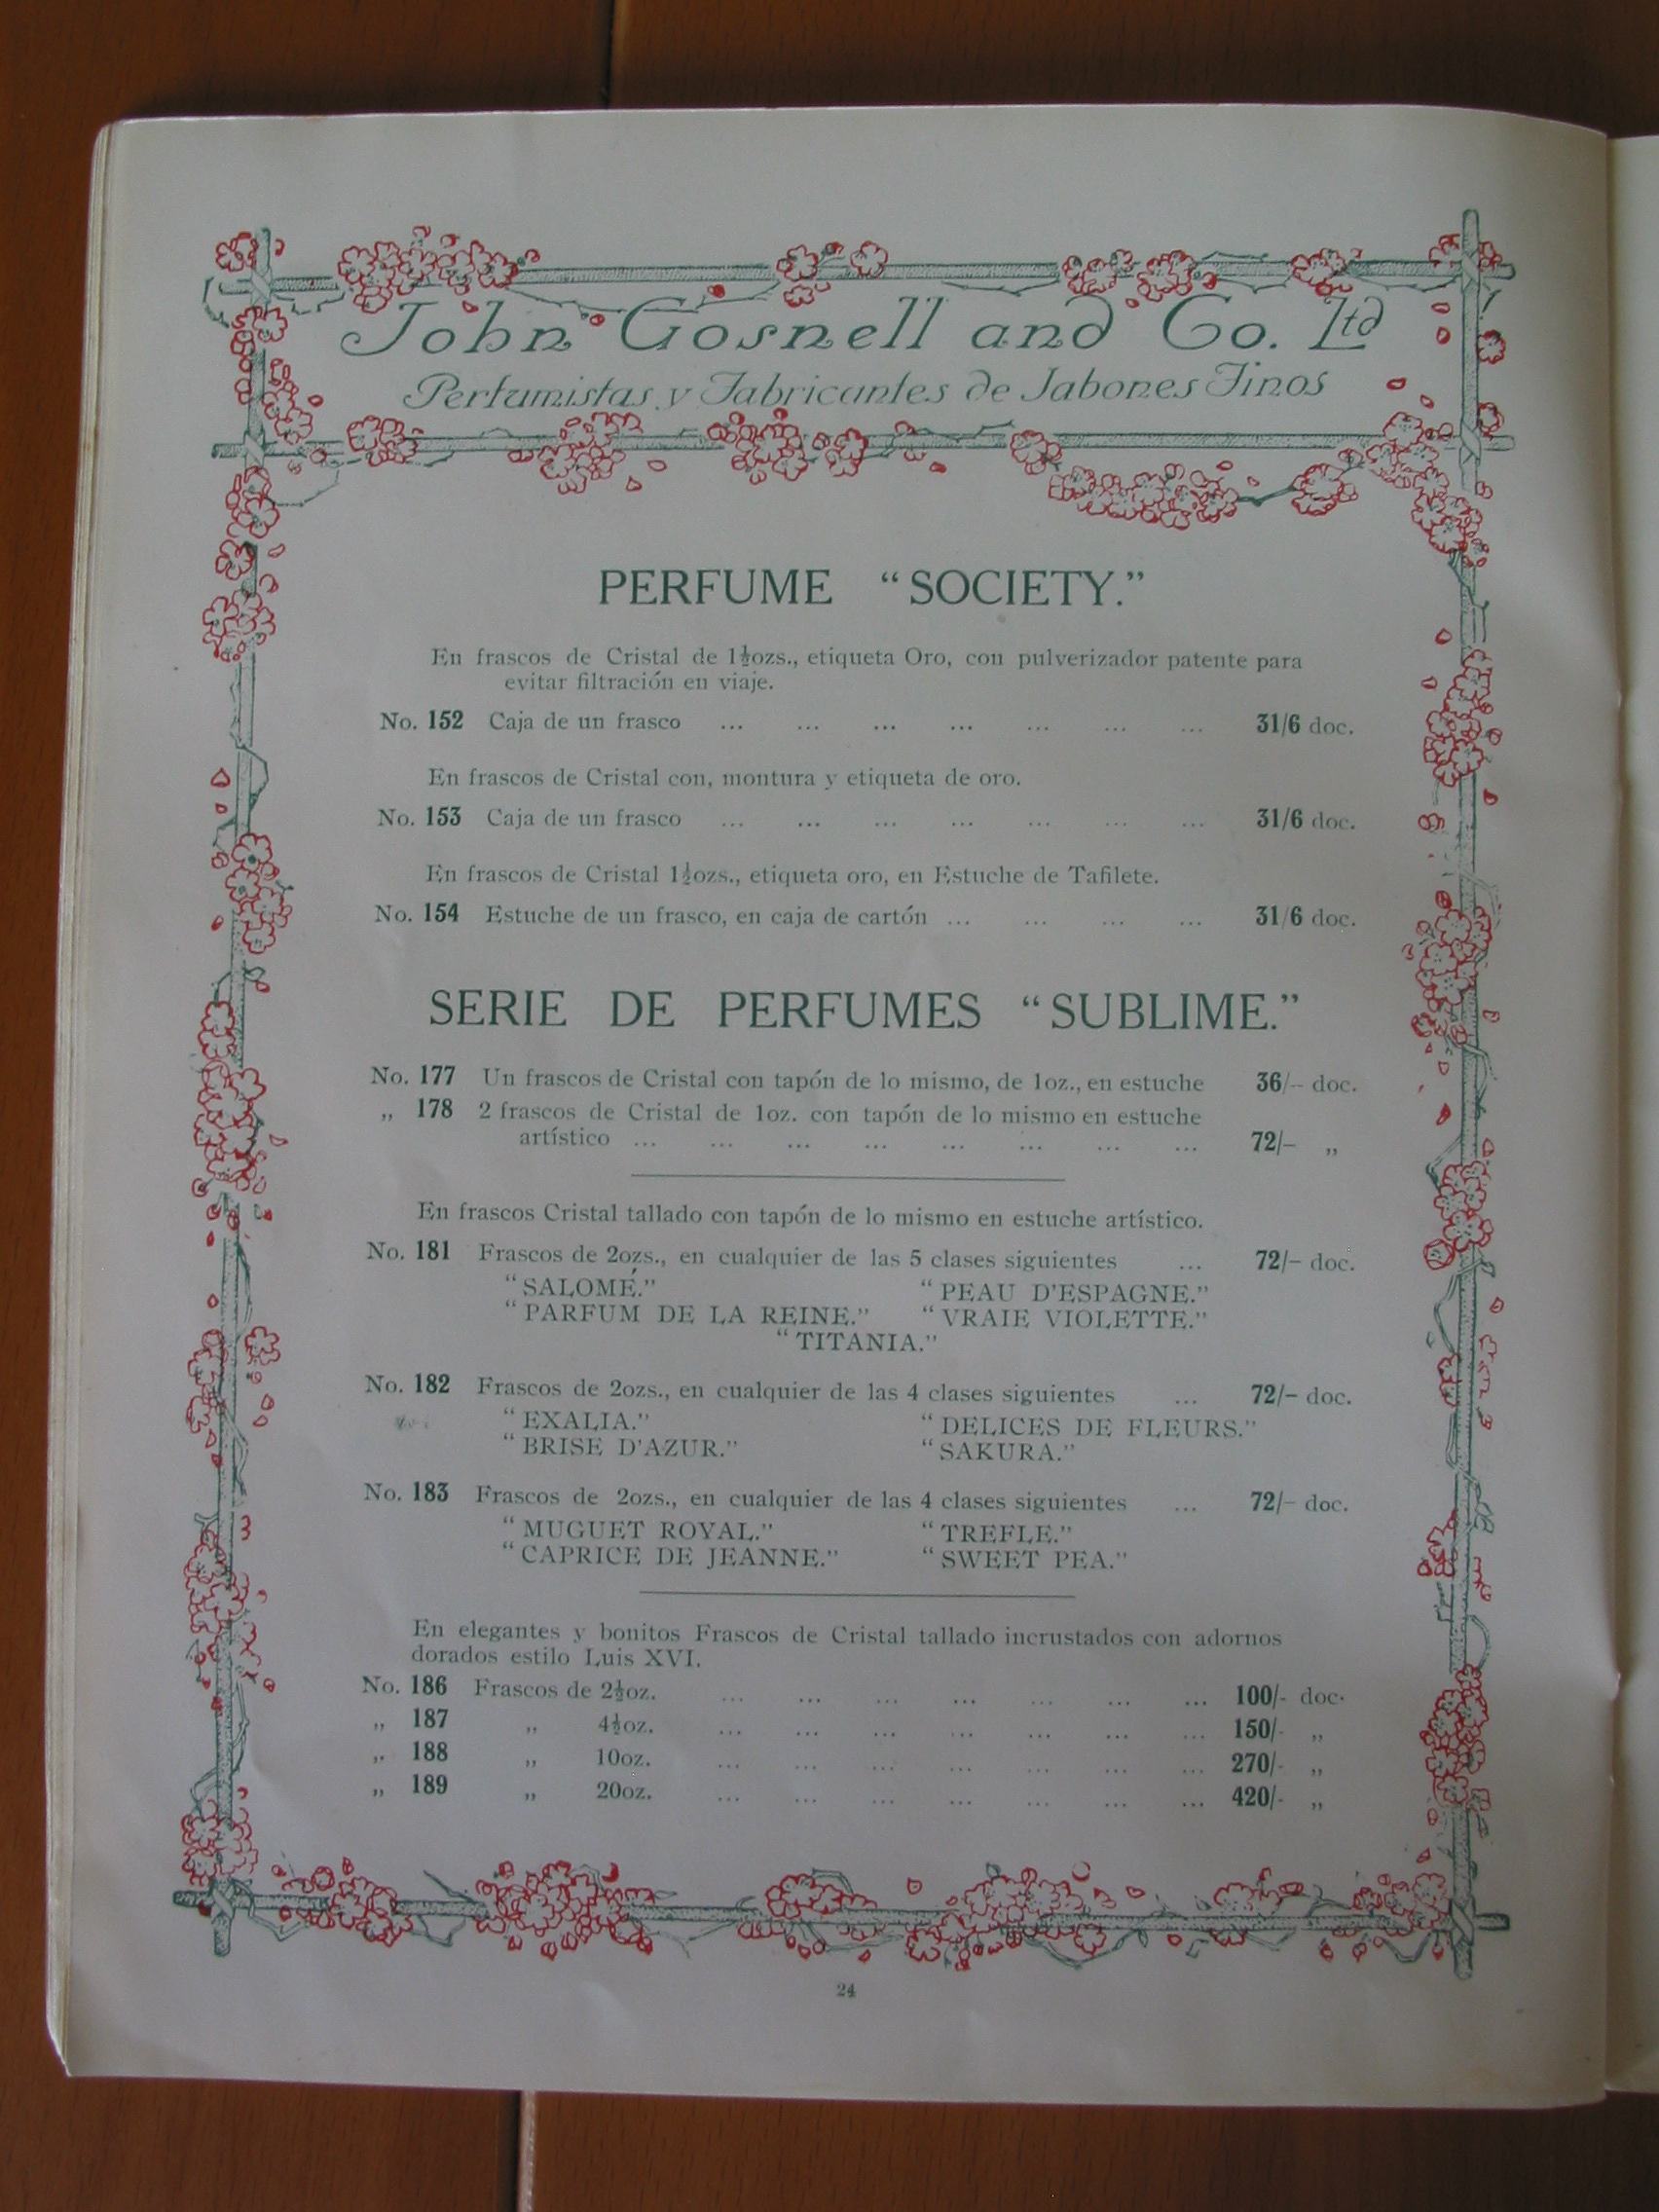 John Gosnell and Co. Ltd
Perfumistas y Fabricantes de Jabones Finos
PERFUME “SOCIETY.”
En frascos de Cristal de 1½ozs., etiqueta Oro, con pulverizador patente para
evitar filtración en viaje.
No. 152 Caja de un frasco ... ... ... ... ... ... ... 31/6 doc.
En frascos de Cristal con, montura y etiqueta de oro.
No. 153 Caja de un frasco ... ... ... ... ... ... ... 31/6 doc.
En frascos de Cristal 1½ozs., etiqueta oro, en Estuche de Tafilete.
No. 154 Estuche de un frasco, en caja de cartón ... ... ... ... 31/6 doc.
SERIE DE PERFUMES “SUBLIME.”
No. 177 Un frascos de Cristal con tapón de lo mismo, de 1oz., en estuche 36/- doc.
„ 178 2 frascos de Cristal de 1oz. con tapón de lo mismo en estuche
artístico ... ... ... ... ... ... ... ... 72/- „
En frascos Cristal tallado con tapón de lo mismo en estuche artístico.
No. 181 Frascos de 2ozs., en cualquier de las 5 clases siguientes ... 72/- doc.
“SALOMÉ.” “PEAU D'ESPAGNE.”
“PARFUM DE LA REINE.” “VRAIE VIOLETTE.”
“TITANIA.”
No. 182 Frascos de 2ozs., en cualquier de las 4 clases siguientes ... 72/- doc.
“EXALIA.” “DELICES DE FLEURS.”
“BRISE D'AZUR.” “SAKURA.”
No. 183 Frascos de 2ozs., en cualquier de las 4 clases siguientes ... 72/- doc.
“MUGUET ROYAL.” “TREFLE.”
“CAPRICE DE JEANNE.” “SWEET PEA.”
En elegantes y bonitos Frascos de Cristal tallado incrustados con adornos
dorados estilo Luis XVI.
No. 186 Frascos de 2½oz. ... ... ... ... ... ... ... 100/- doc.
„ 187 „ 4½oz. ... ... ... ... ... ... ... 150/- „
„ 188 „ 10oz. ... ... ... ... ... ... ... 270/- „
„ 189 „ 20oz. ... ... ... ... ... ... ... 420/- „
24